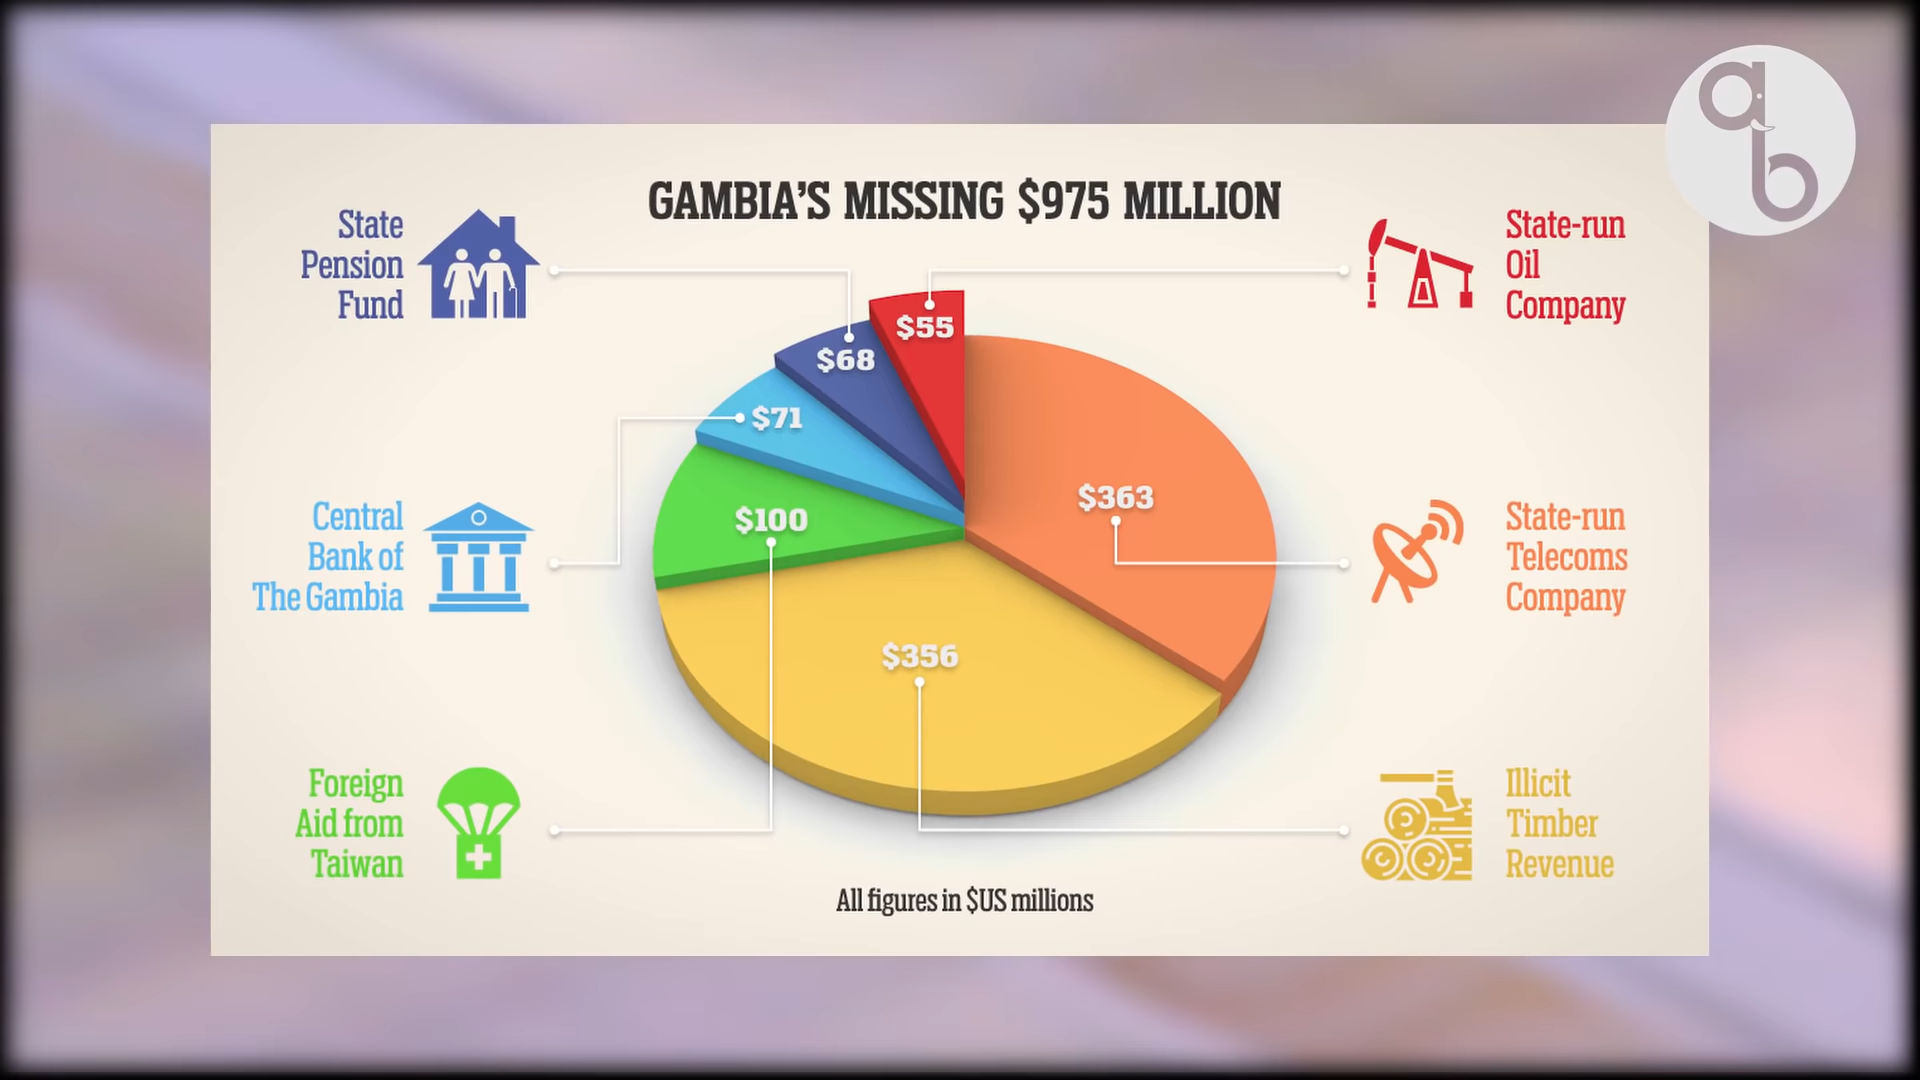 GAMBIA'S MISSING $975 MILLION
State
Pension
Fund
State-run
Oil
Company
$55
$68
$71
$363
$100
$356
Central
Bank of
The Gambia
State-run
Telecoms
Company
Foreign
Aid from
Taiwan
Illicit
Timber
Revenue
All figures in $US millions
ab